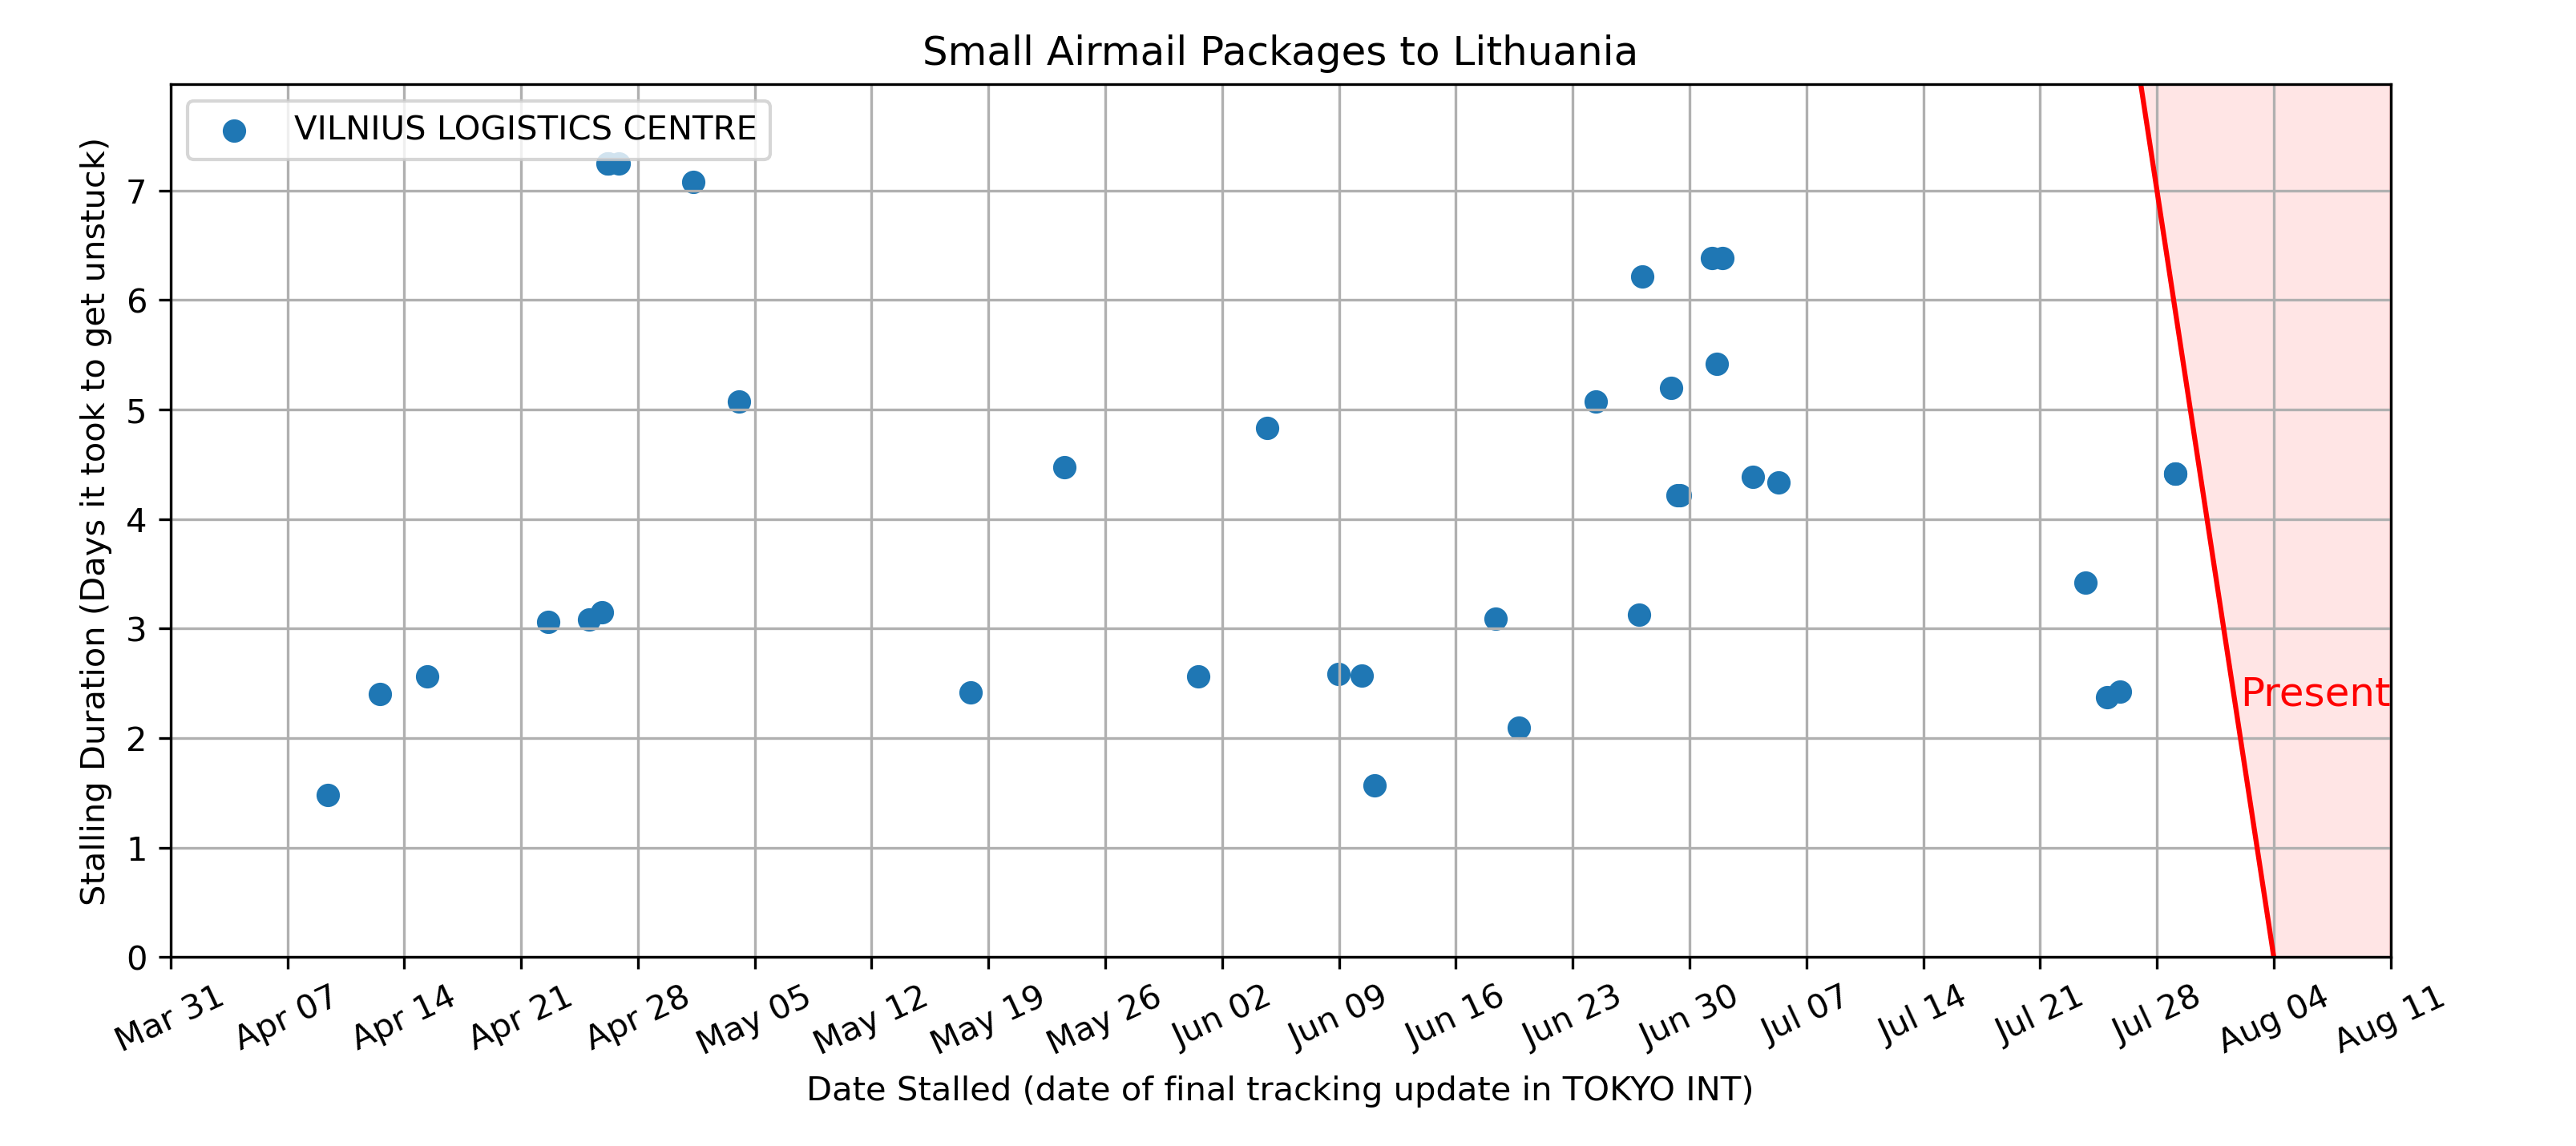 Small Airmail Packages to Lithuania
VILNIUS LOGISTICS CENTRE
Stalling Duration (Days it took to get unstuck)
7
6
5
4
3
2
1
0
Present
Mar 31
Apr 07
Apr 14
Apr 21
Apr 28
May 05
May 12
May 19
May 26
Jun 02
Jun 09
Jun 16
Jun 23
Jun 30
Jul 07
Jul 14
Jul 21
Jul 28
Aug 04
Aug 11
Date Stalled (date of final tracking update in TOKYO INT)